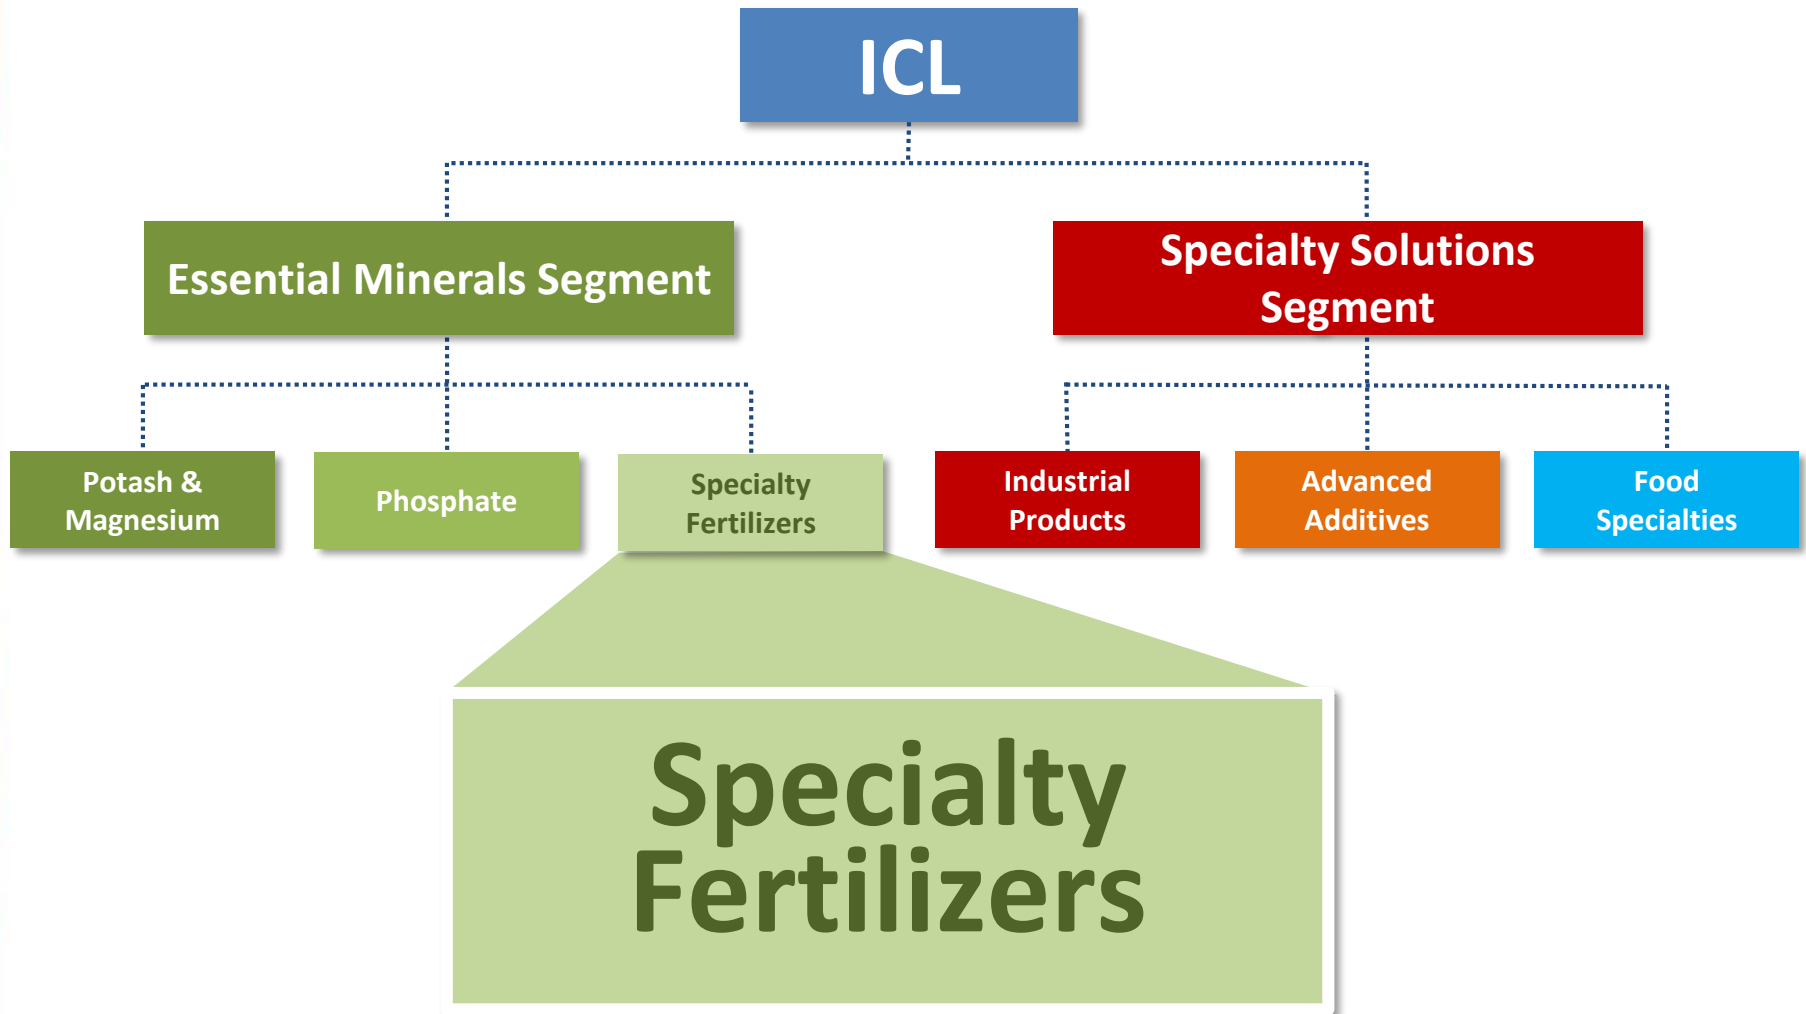 ICL
Essential Minerals Segment
Specialty Solutions
Segment
Potash &
Magnesium
Phosphate
Specialty
Fertilizers
Industrial
Products
Advanced
Additives
Food
Specialties
Specialty
Fertilizers